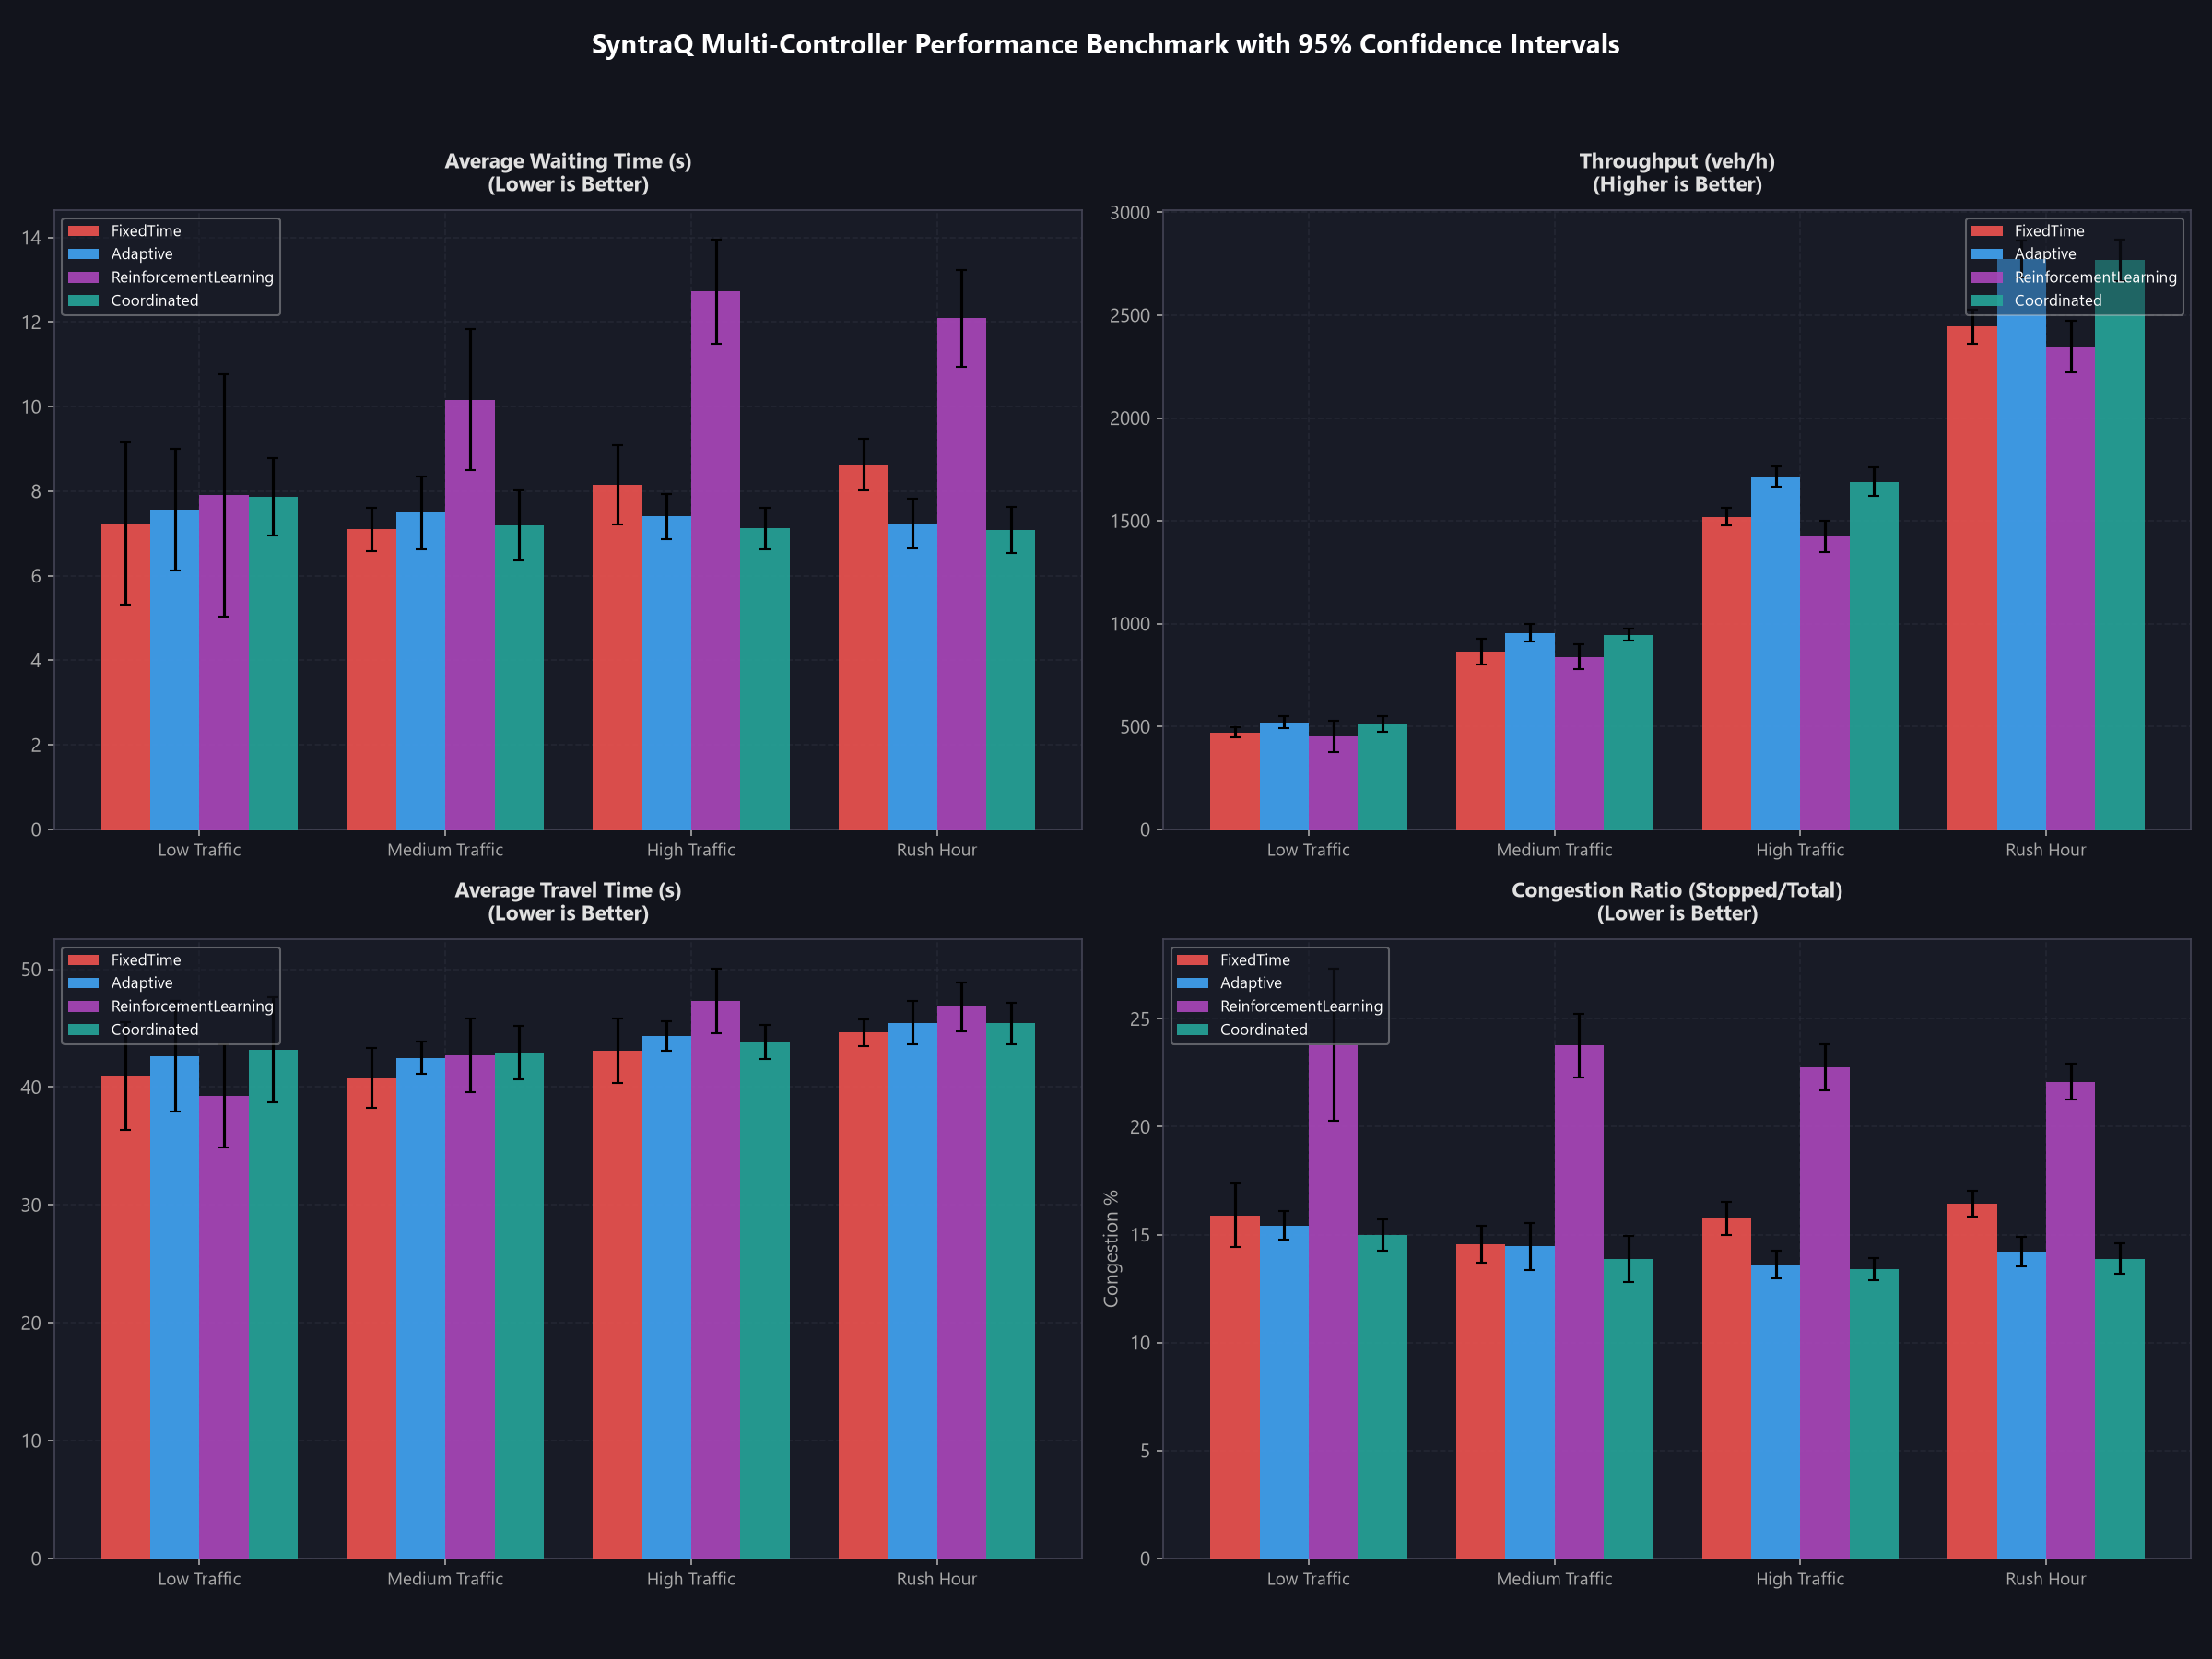 SyntraQ Multi-Controller Performance Benchmark with 95% Confidence Intervals
Average Waiting Time (s)
(Lower is Better)
FixedTime
Adaptive
ReinforcementLearning
Coordinated
14
12
10
8
6
4
2
0
Low Traffic
Medium Traffic
High Traffic
Rush Hour
Throughput (veh/h)
(Higher is Better)
FixedTime
Adaptive
ReinforcementLearning
Coordinated
3000
2500
2000
1500
1000
500
0
Low Traffic
Medium Traffic
High Traffic
Rush Hour
Average Travel Time (s)
(Lower is Better)
FixedTime
Adaptive
ReinforcementLearning
Coordinated
50
40
30
20
10
0
Low Traffic
Medium Traffic
High Traffic
Rush Hour
Congestion Ratio (Stopped/Total)
(Lower is Better)
FixedTime
Adaptive
ReinforcementLearning
Coordinated
Congestion %
25
20
15
10
5
0
Low Traffic
Medium Traffic
High Traffic
Rush Hour